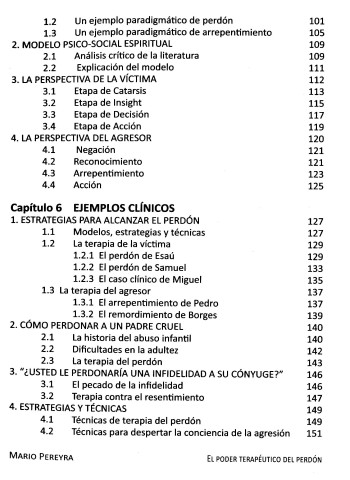 1.2 Un ejemplo paradigmático de perdón 101
1.3 Un ejemplo paradigmático de arrepentimiento 105
2. MODELO PSICO-SOCIAL ESPIRITUAL 109
2.1 Análisis crítico de la literatura 109
2.2 Explicación del modelo 111
3. LA PERSPECTIVA DE LA VÍCTIMA 112
3.1 Etapa de Catarsis 113
3.2 Etapa de Insight 115
3.3 Etapa de Decisión 117
3.4 Etapa de Acción 119
4. LA PERSPECTIVA DEL AGRESOR 120
4.1 Negación 121
4.2 Reconocimiento 121
4.3 Arrepentimiento 123
4.4 Acción 125
Capítulo 6 EJEMPLOS CLÍNICOS
1. ESTRATEGIAS PARA ALCANZAR EL PERDÓN 127
1.1 Modelos, estrategias y técnicas 127
1.2 La terapia de la víctima 129
1.2.1 El perdón de Esaú 129
1.2.2 El perdón de Samuel 133
1.2.3 El caso clínico de Miguel 135
1.3 La terapia del agresor 137
1.3.1 El arrepentimiento de Pedro 137
1.3.2 El remordimiento de Borges 139
2. CÓMO PERDONAR A UN PADRE CRUEL 140
2.1 La historia del abuso infantil 140
2.2 Dificultades en la adultez 142
2.3 La terapia del perdón 143
3. "¿USTED LE PERDONARÍA UNA INFIDELIDAD A SU CÓNYUGE?" 146
3.1 El pecado de la infidelidad 146
3.2 Terapia contra el resentimiento 147
4. ESTRATEGIAS Y TÉCNICAS 149
4.1 Técnicas de terapia del perdón 149
4.2 Técnicas para despertar la conciencia de la agresión 151
MARIO PEREYRA EL PODER TERAPÉUTICO DEL PERDÓN